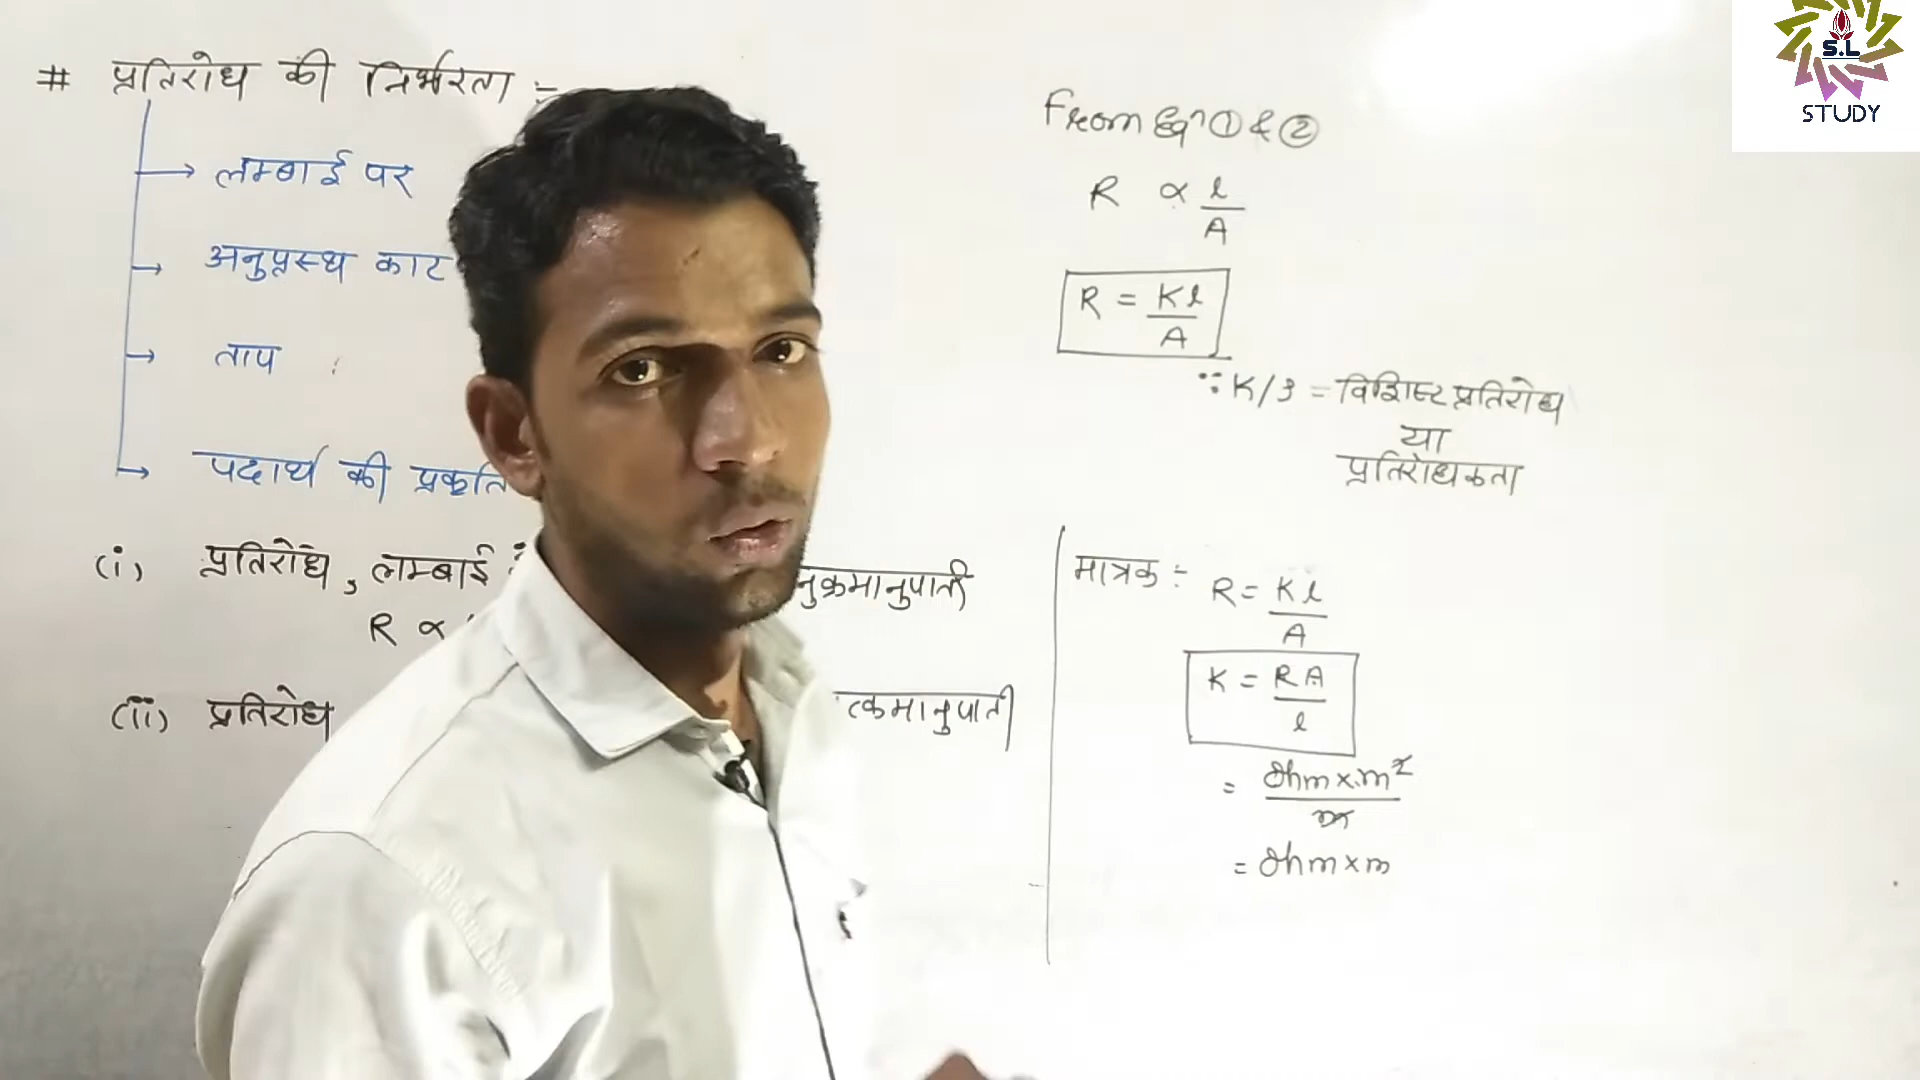 # प्रतिरोध की निर्भरता :-
→ लम्बाई पर
→ अनुप्रस्थ काट
→ ताप
→ पदार्थ की प्रकृति
(i) प्रतिरोध, लम्बाई नुक्रमानुपाती
R ∝
(ii) प्रतिरोध त्क्रमानुपाती
From Eqn ① & ②
R ∝ l/A
R = Kl/A
∵ K/ρ = विशिष्ट प्रतिरोध
या
प्रतिरोधकता
मात्रक :- R = Kl/A
K = RA/l
= ohm × m²/m
= ohm × m
S.L
STUDY